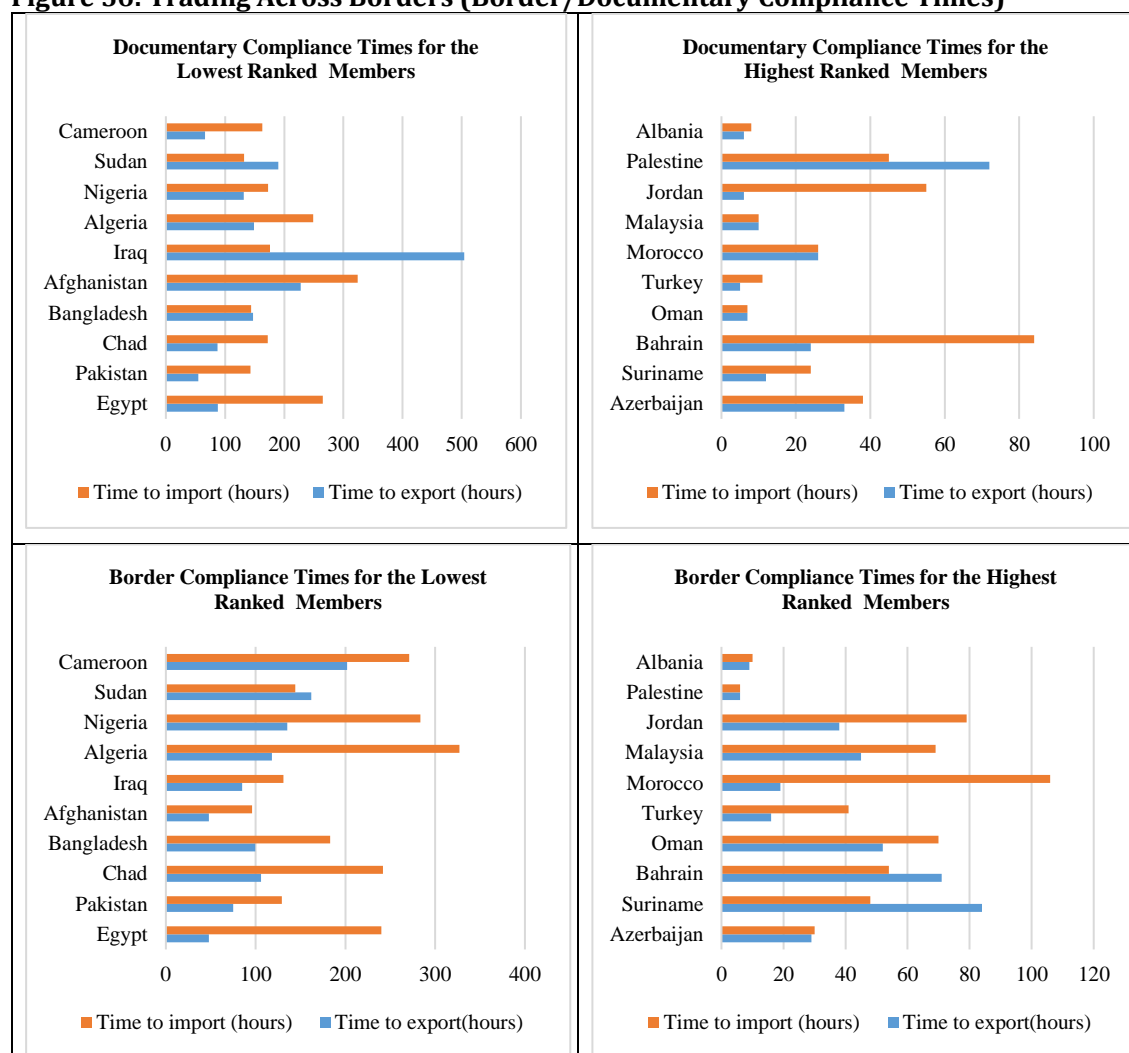 Figure 30: Trading Across Borders (Border/Documentary Compliance Times)
Documentary Compliance Times for the
Lowest Ranked Members
Cameroon
Sudan
Nigeria
Algeria
Iraq
Afghanistan
Bangladesh
Chad
Pakistan
Egypt
0 100 200 300 400 500 600
Time to import (hours) Time to export (hours)
Documentary Compliance Times for the
Highest Ranked Members
Albania
Palestine
Jordan
Malaysia
Morocco
Turkey
Oman
Bahrain
Suriname
Azerbaijan
0 20 40 60 80 100
Time to import (hours) Time to export (hours)
Border Compliance Times for the Lowest
Ranked Members
Cameroon
Sudan
Nigeria
Algeria
Iraq
Afghanistan
Bangladesh
Chad
Pakistan
Egypt
0 100 200 300 400
Time to import (hours) Time to export(hours)
Border Compliance Times for the Highest
Ranked Members
Albania
Palestine
Jordan
Malaysia
Morocco
Turkey
Oman
Bahrain
Suriname
Azerbaijan
0 20 40 60 80 100 120
Time to import (hours) Time to export(hours)